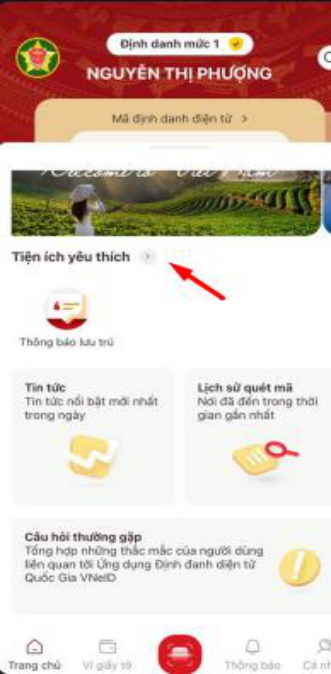 Định danh mức 1
NGUYỄN THỊ PHƯỢNG
Mã định danh điện tử >
Welcome to Việt Nam
Tiện ích yêu thích >
Thông báo lưu trú
Tin tức
Tin tức nổi bật mới nhất
trong ngày
Lịch sử quét mã
Nơi đã đến trong thời
gian gần nhất
Câu hỏi thường gặp
Tổng hợp những thắc mắc của người dùng
liên quan tới Ứng dụng Định danh điện tử
Quốc Gia VNeID
Trang chủ
Ví giấy tờ
Thông báo
Cá nh